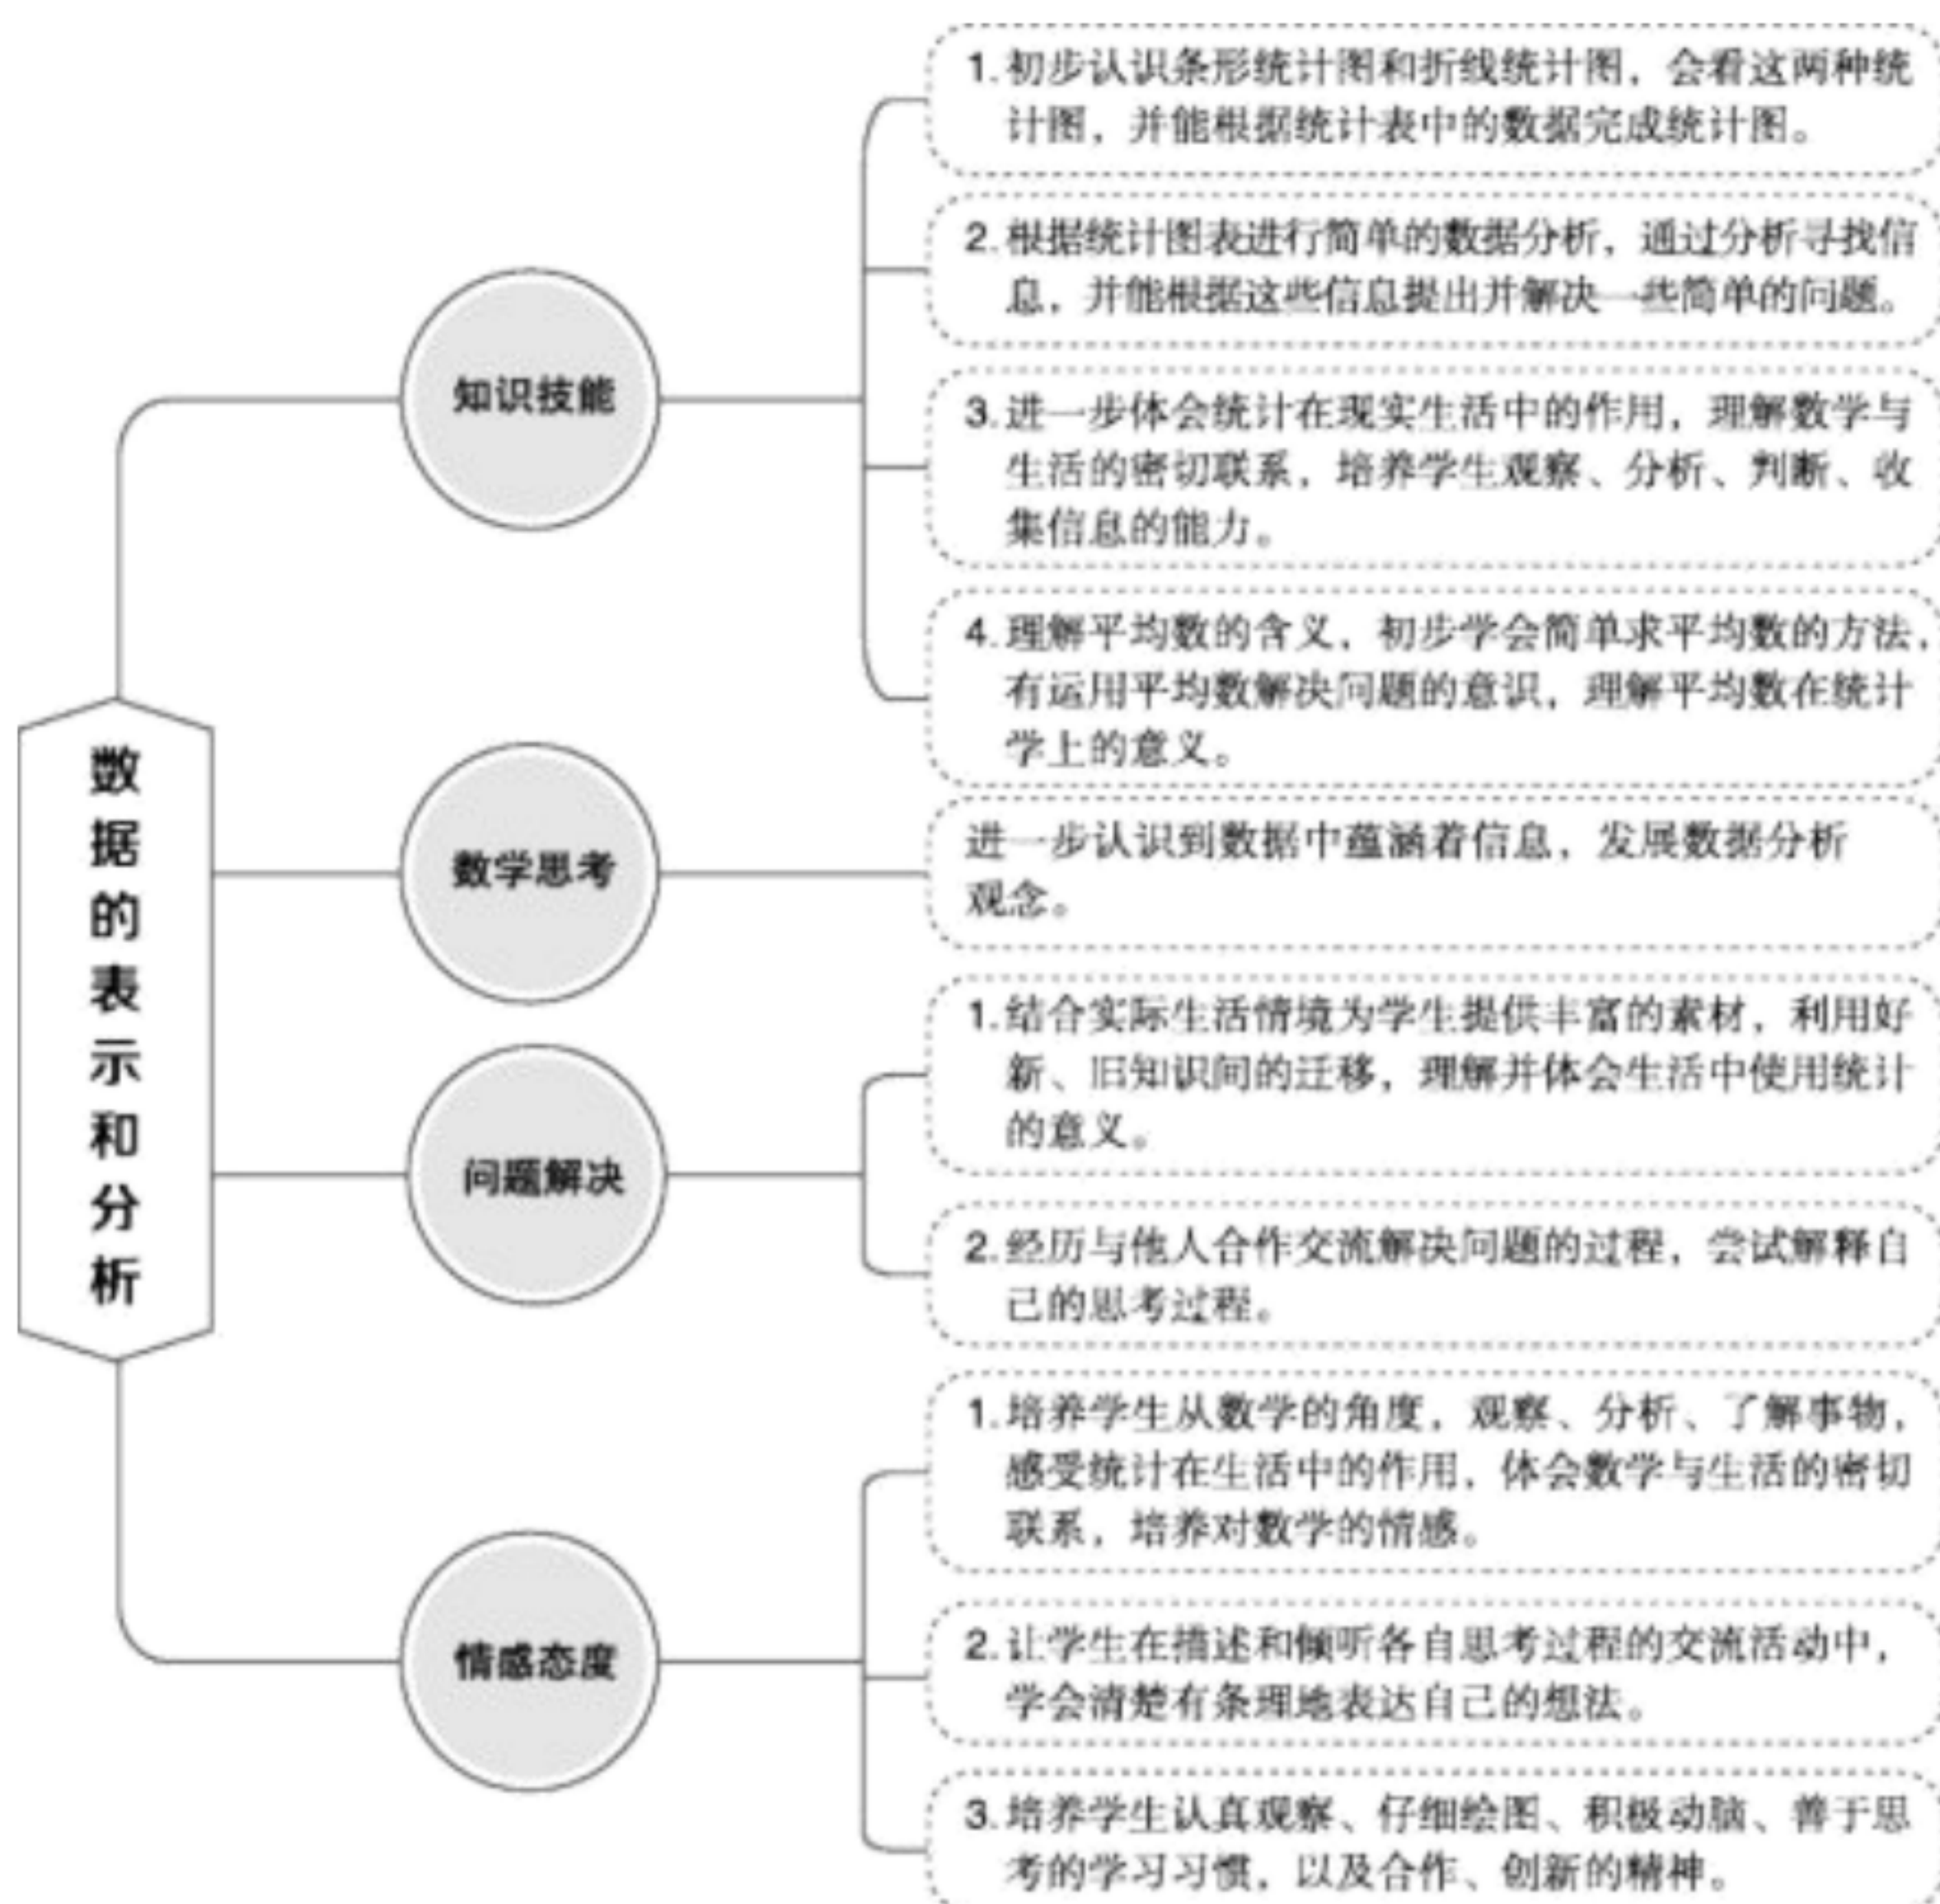 数据的表示和分析
知识技能
1.初步认识条形统计图和折线统计图，会看这两种统
计图，并能根据统计表中的数据完成统计图。
2.根据统计图表进行简单的数据分析，通过分析寻找信
息，并能根据这些信息提出并解决一些简单的问题。
3.进一步体会统计在现实生活中的作用，理解数学与
生活的密切联系，培养学生观察、分析、判断、收
集信息的能力。
4.理解平均数的含义，初步学会简单求平均数的方法，
有运用平均数解决问题的意识，理解平均数在统计
学上的意义。
数学思考
进一步认识到数据中蕴涵着信息，发展数据分析
观念。
问题解决
1.结合实际生活情境为学生提供丰富的素材，利用好
新、旧知识间的迁移，理解并体会生活中使用统计
的意义。
2.经历与他人合作交流解决问题的过程，尝试解释自
己的思考过程。
情感态度
1.培养学生从数学的角度，观察、分析、了解事物，
感受统计在生活中的作用，体会数学与生活的密切
联系，培养对数学的情感。
2.让学生在描述和倾听各自思考过程的交流活动中，
学会清楚有条理地表达自己的想法。
3.培养学生认真观察、仔细绘图、积极动脑、善于思
考的学习习惯，以及合作、创新的精神。